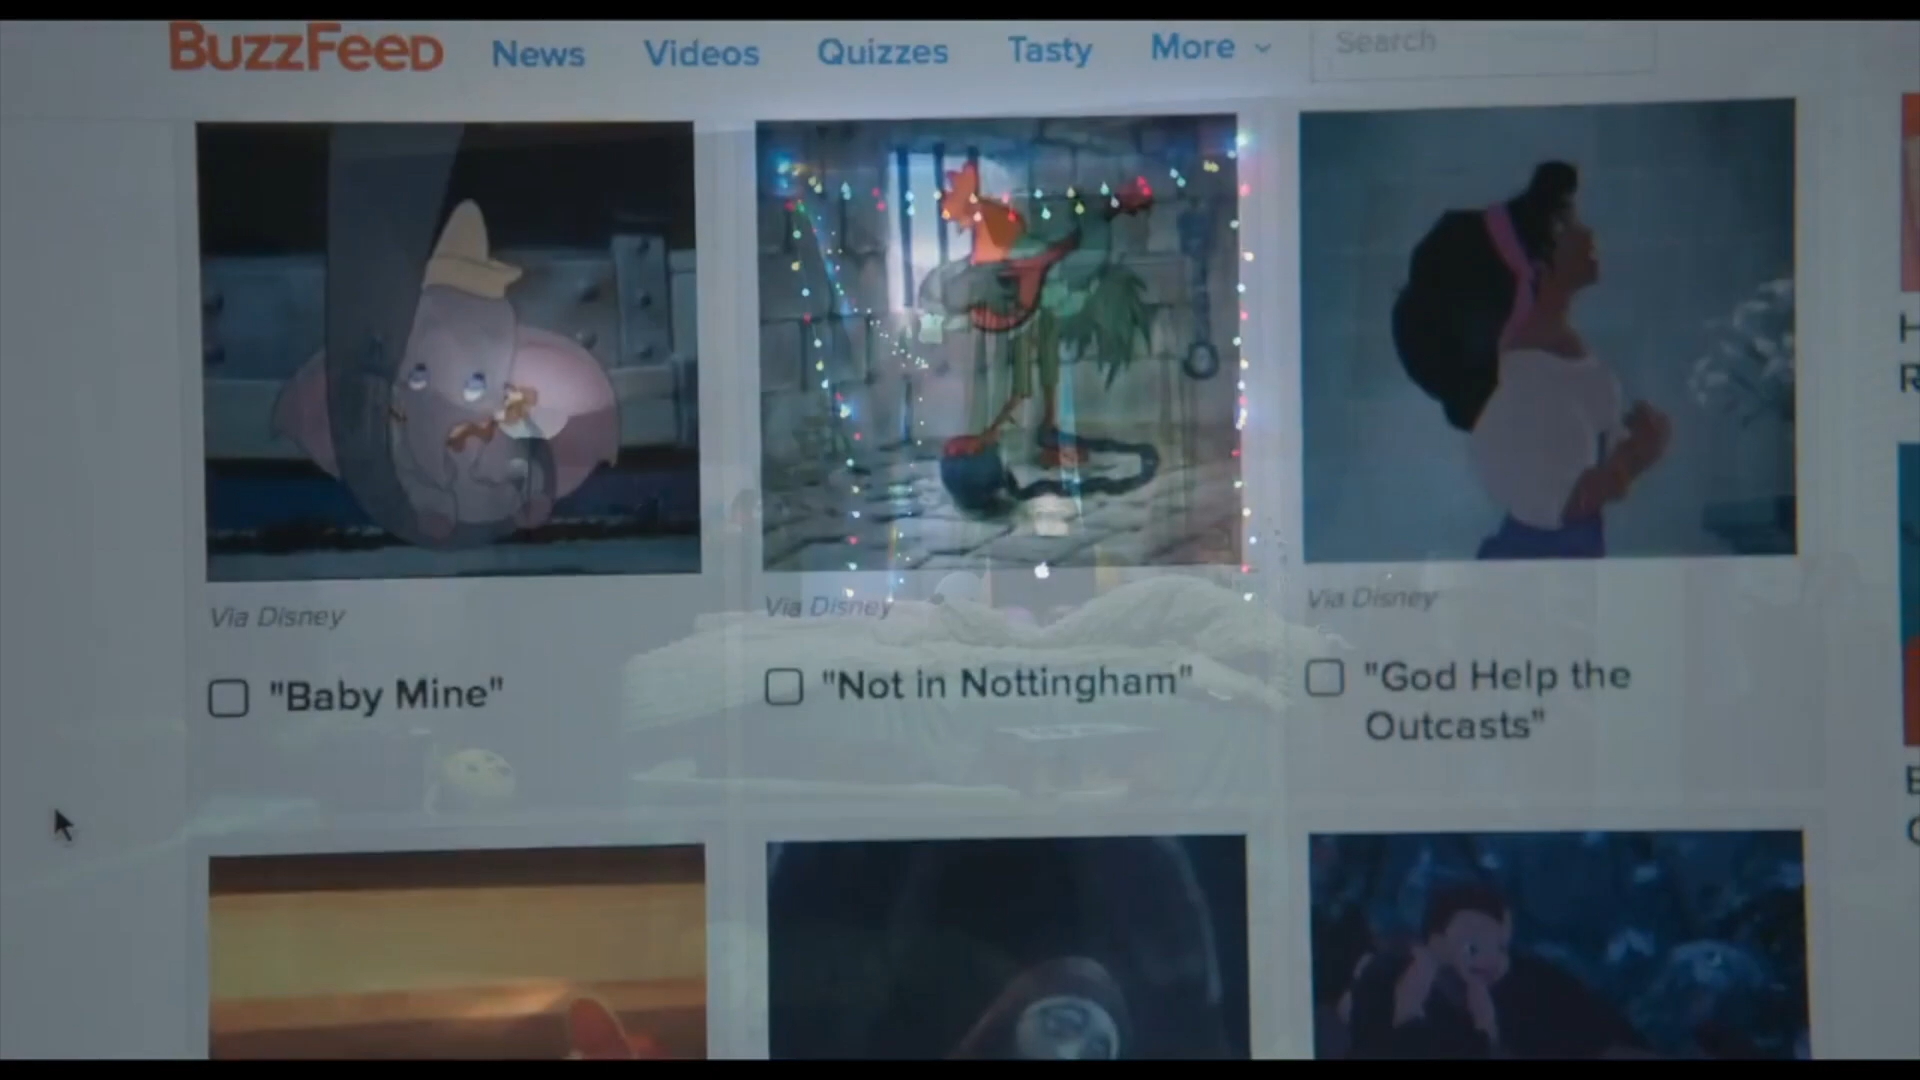 BuzzFeed News Videos Quizzes Tasty More Search
Via Disney Via Disney Via Disney
"Baby Mine" "Not in Nottingham" "God Help the
Outcasts"
H
R